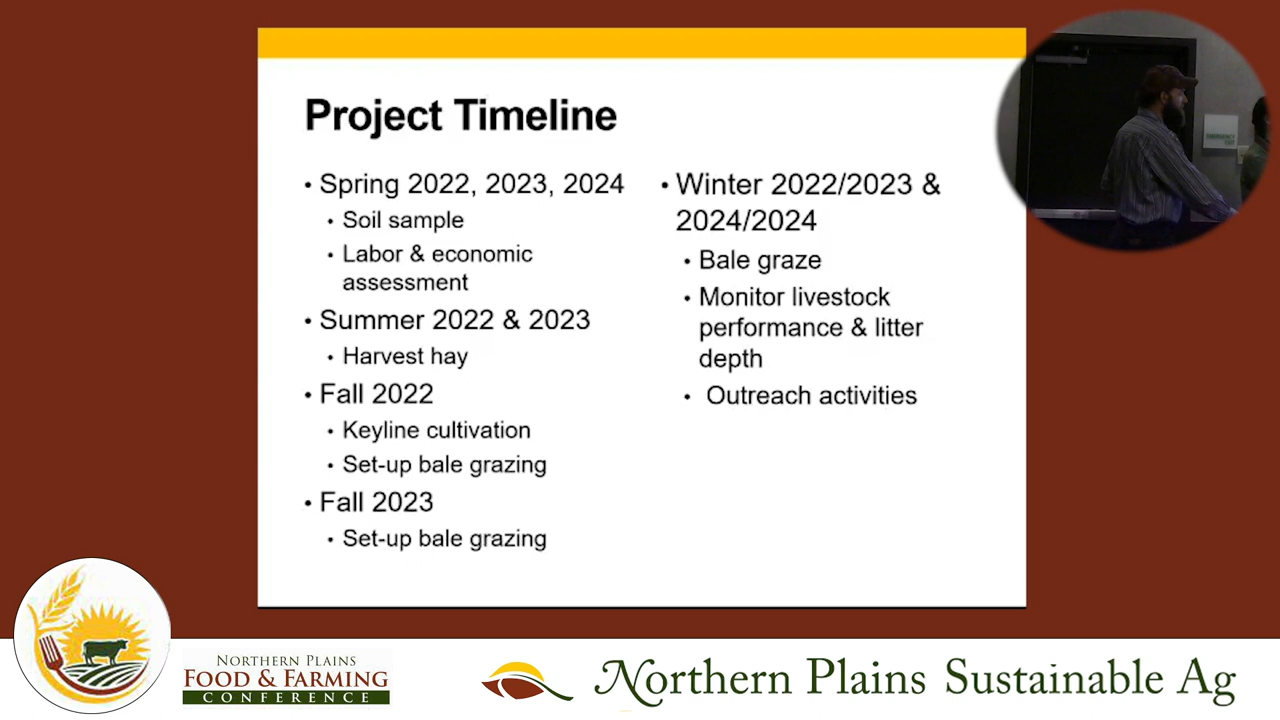 Project Timeline
• Spring 2022, 2023, 2024
• Soil sample
• Labor & economic
assessment
• Summer 2022 & 2023
• Harvest hay
• Fall 2022
• Keyline cultivation
• Set-up bale grazing
• Fall 2023
• Set-up bale grazing
• Winter 2022/2023 &
2024/2024
• Bale graze
• Monitor livestock
performance & litter
depth
• Outreach activities
NORTHERN PLAINS
FOOD & FARMING
CONFERENCE
Northern Plains Sustainable Ag